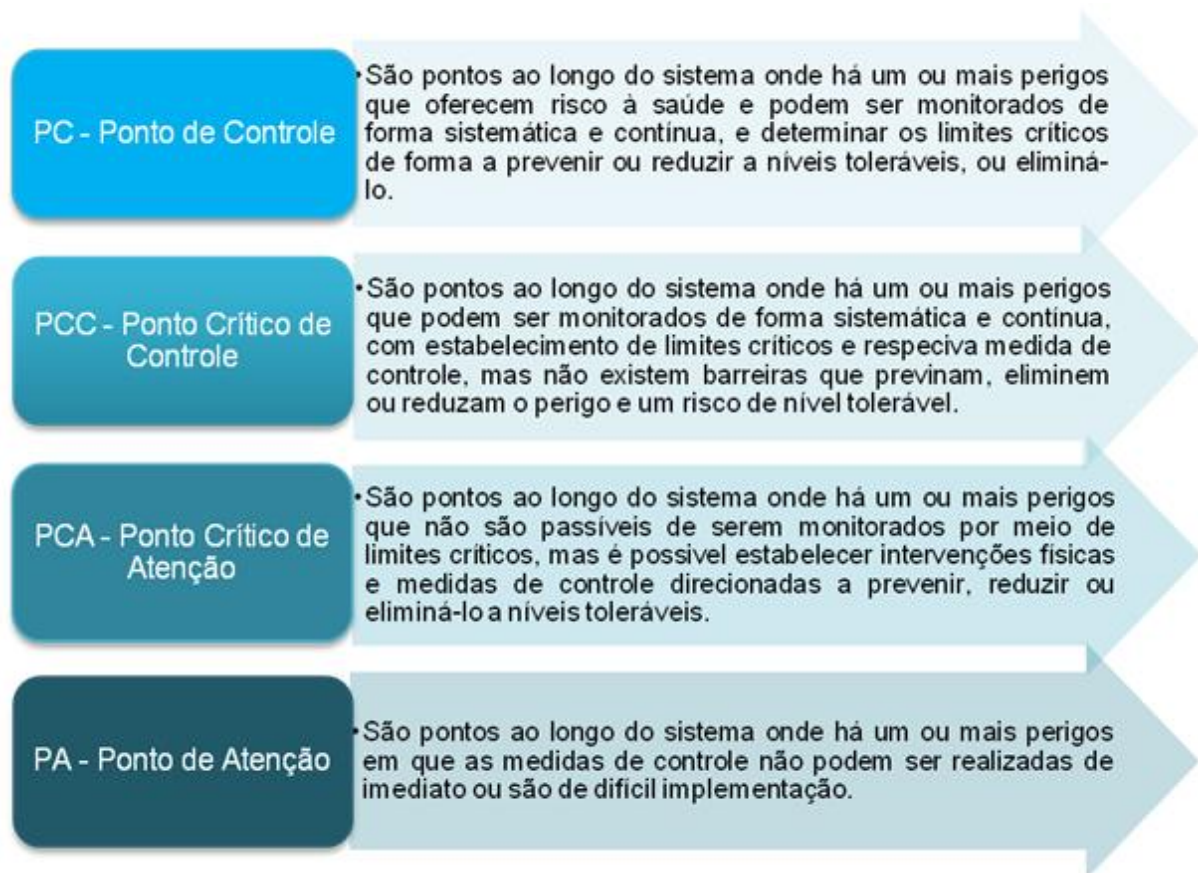 PC - Ponto de Controle
•São pontos ao longo do sistema onde há um ou mais perigos
que oferecem risco à saúde e podem ser monitorados de
forma sistemática e contínua, e determinar os limites críticos
de forma a prevenir ou reduzir a níveis toleráveis, ou eliminá-
lo.
PCC - Ponto Crítico de
Controle
•São pontos ao longo do sistema onde há um ou mais perigos
que podem ser monitorados de forma sistemática e contínua,
com estabelecimento de limites críticos e respeciva medida de
controle, mas não existem barreiras que previnam, eliminem
ou reduzam o perigo e um risco de nível tolerável.
PCA - Ponto Crítico de
Atenção
•São pontos ao longo do sistema onde há um ou mais perigos
que não são passíveis de serem monitorados por meio de
limites críticos, mas é possivel estabelecer intervenções físicas
e medidas de controle direcionadas a prevenir, reduzir ou
eliminá-lo a níveis toleráveis.
PA - Ponto de Atenção
•São pontos ao longo do sistema onde há um ou mais perigos
em que as medidas de controle não podem ser realizadas de
imediato ou são de difícil implementação.